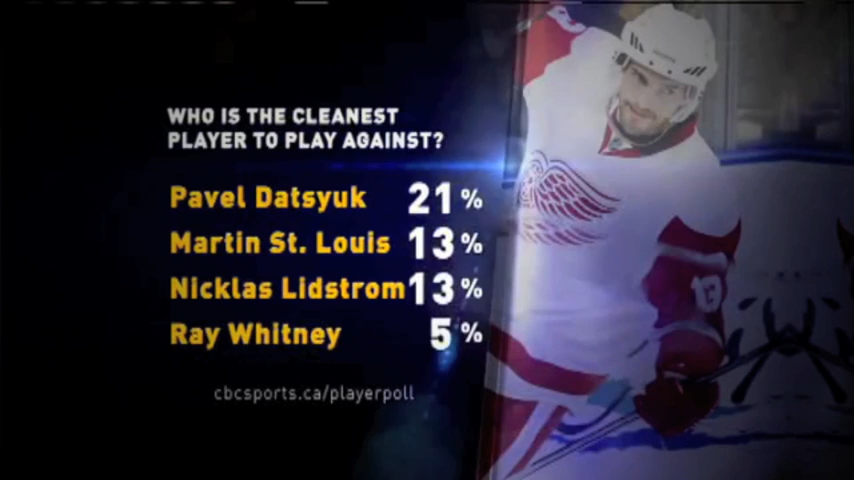 WHO IS THE CLEANEST
PLAYER TO PLAY AGAINST?
Pavel Datsyuk 21%
Martin St. Louis 13%
Nicklas Lidstrom 13%
Ray Whitney 5%
cbcsports.ca/playerpoll
13